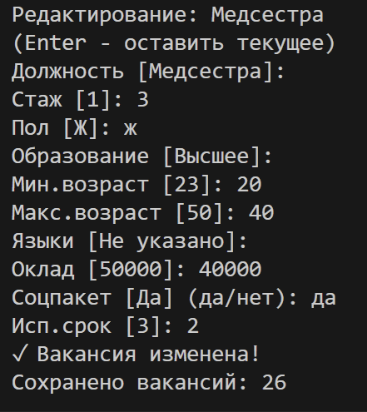 Редактирование: Медсестра
(Enter - оставить текущее)
Должность [Медсестра]:
Стаж [1]: 3
Пол [Ж]: ж
Образование [Высшее]:
Мин.возраст [23]: 20
Макс.возраст [50]: 40
Языки [Не указано]:
Оклад [50000]: 40000
Соцпакет [Да] (да/нет): да
Исп.срок [3]: 2
✓ Вакансия изменена!
Сохранено вакансий: 26